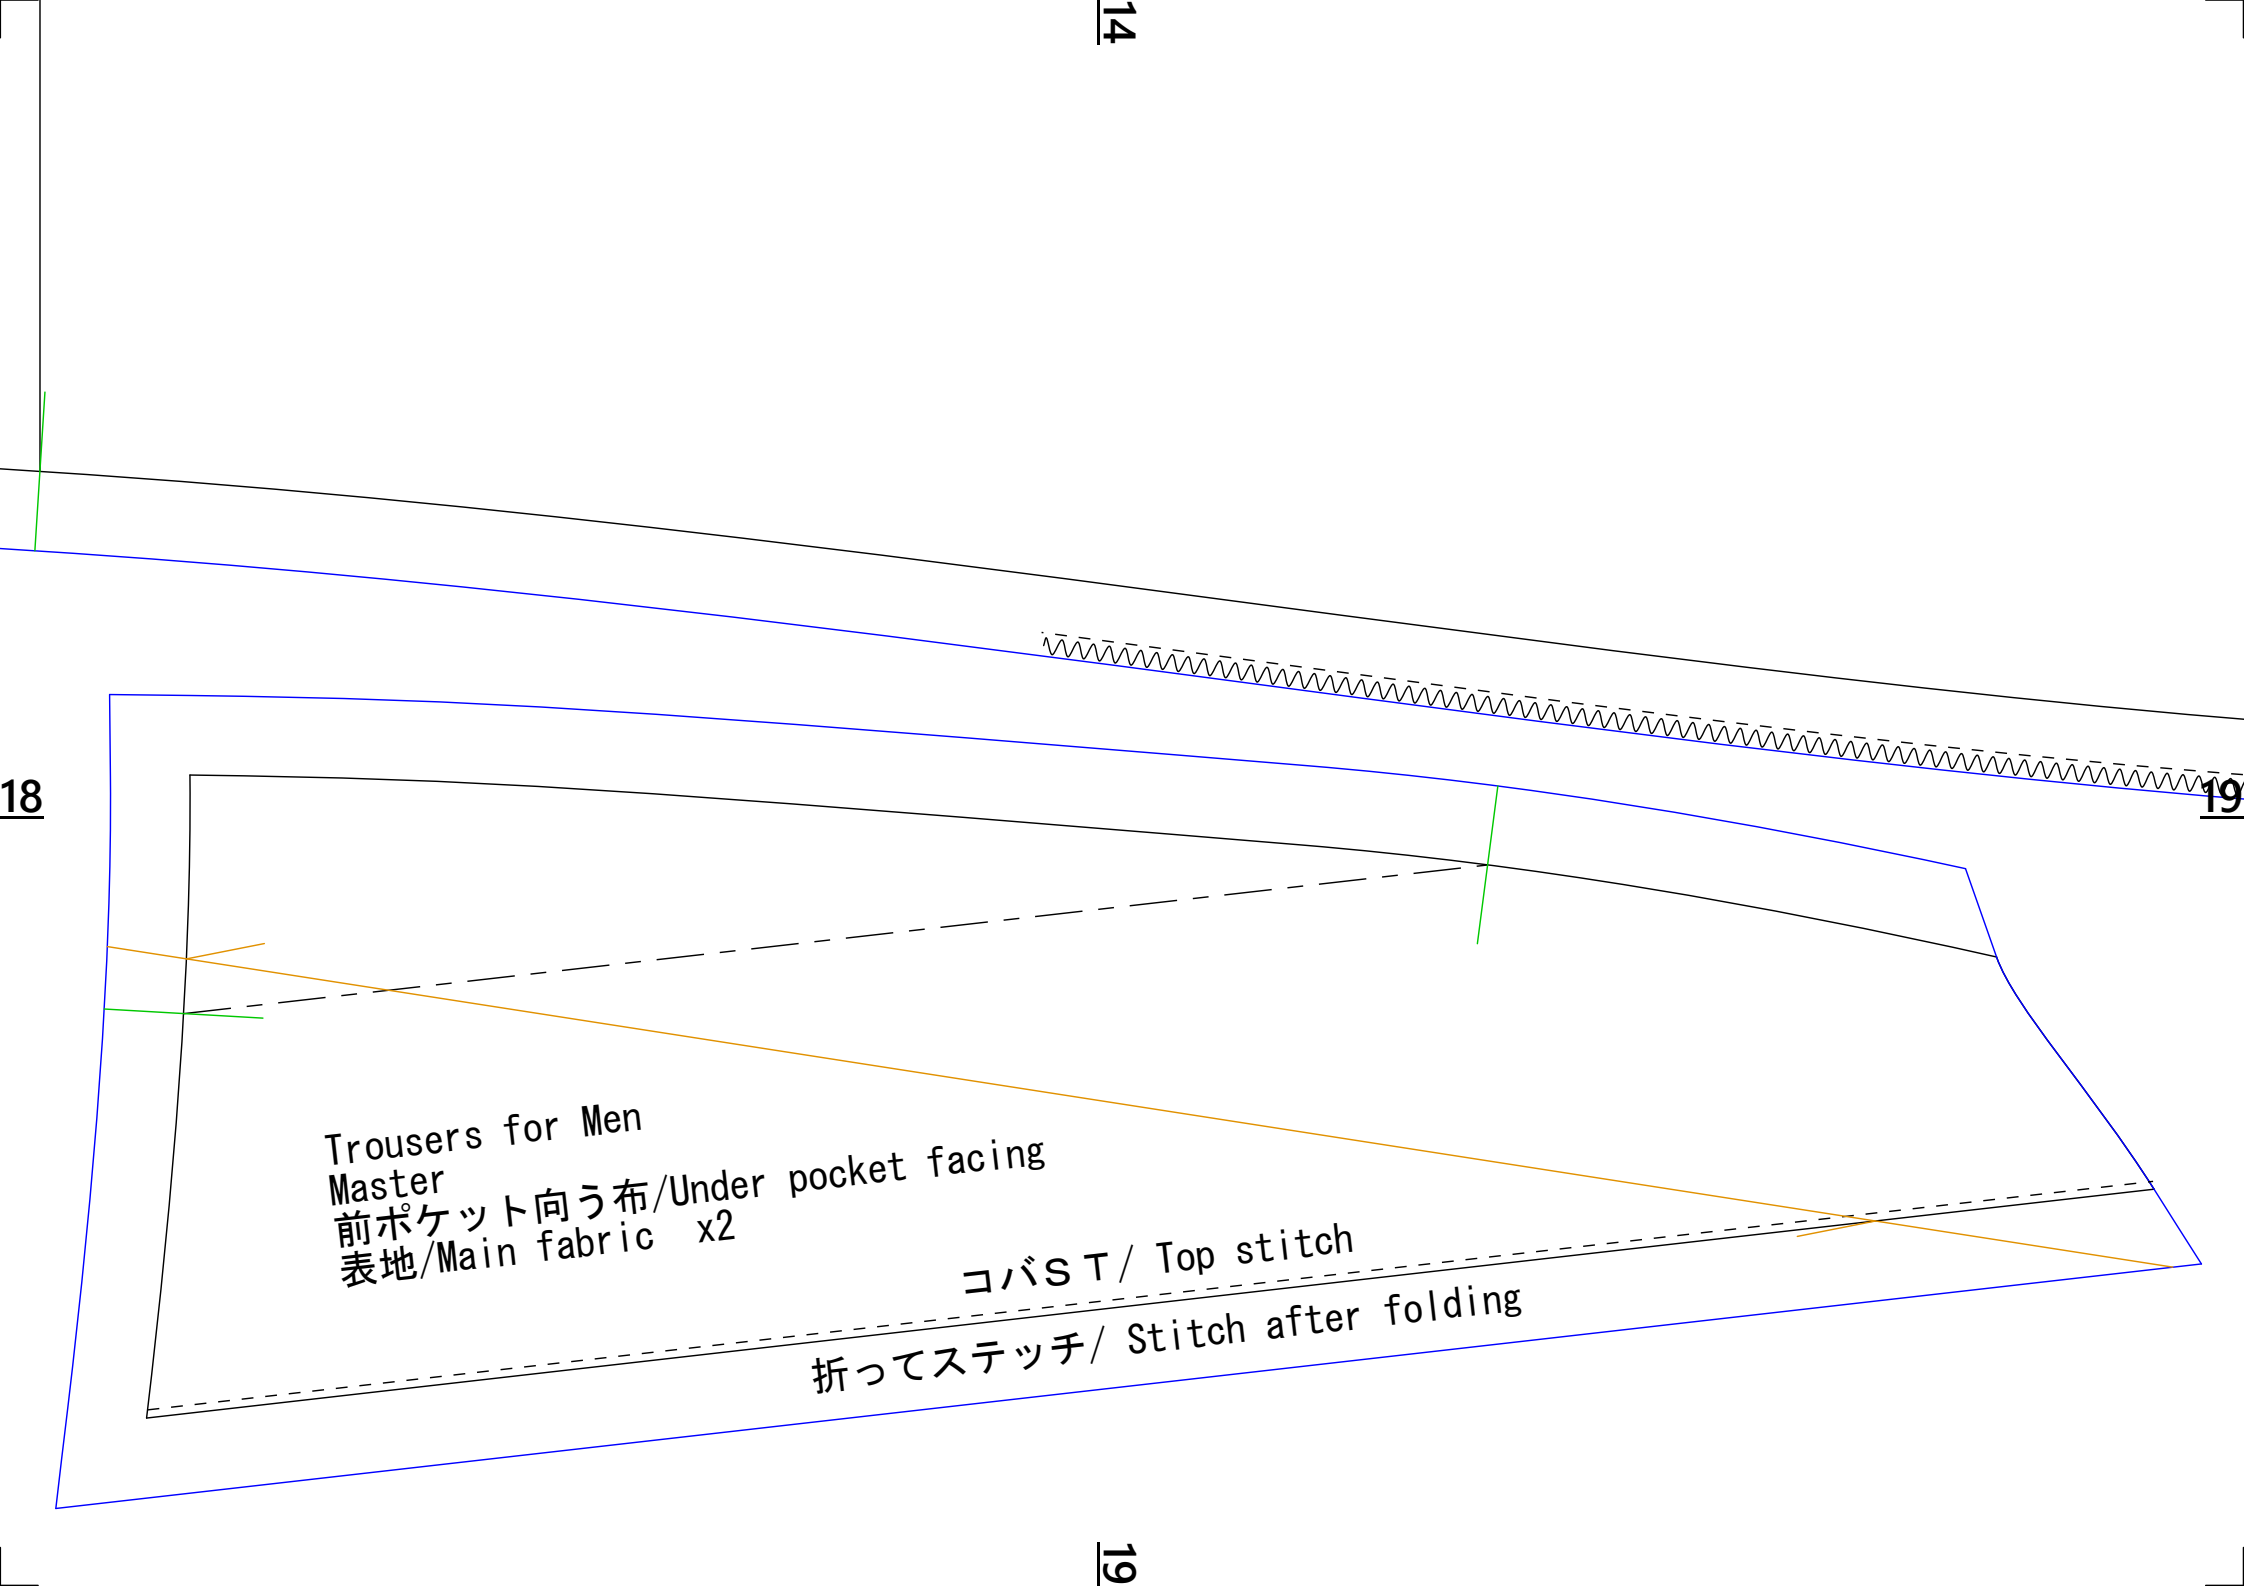 14
18
19
Trousers for Men
Master
前ポケット向う布/Under pocket facing
表地/Main fabric  x2
コバＳＴ/ Top stitch
折ってステッチ/ Stitch after folding
19